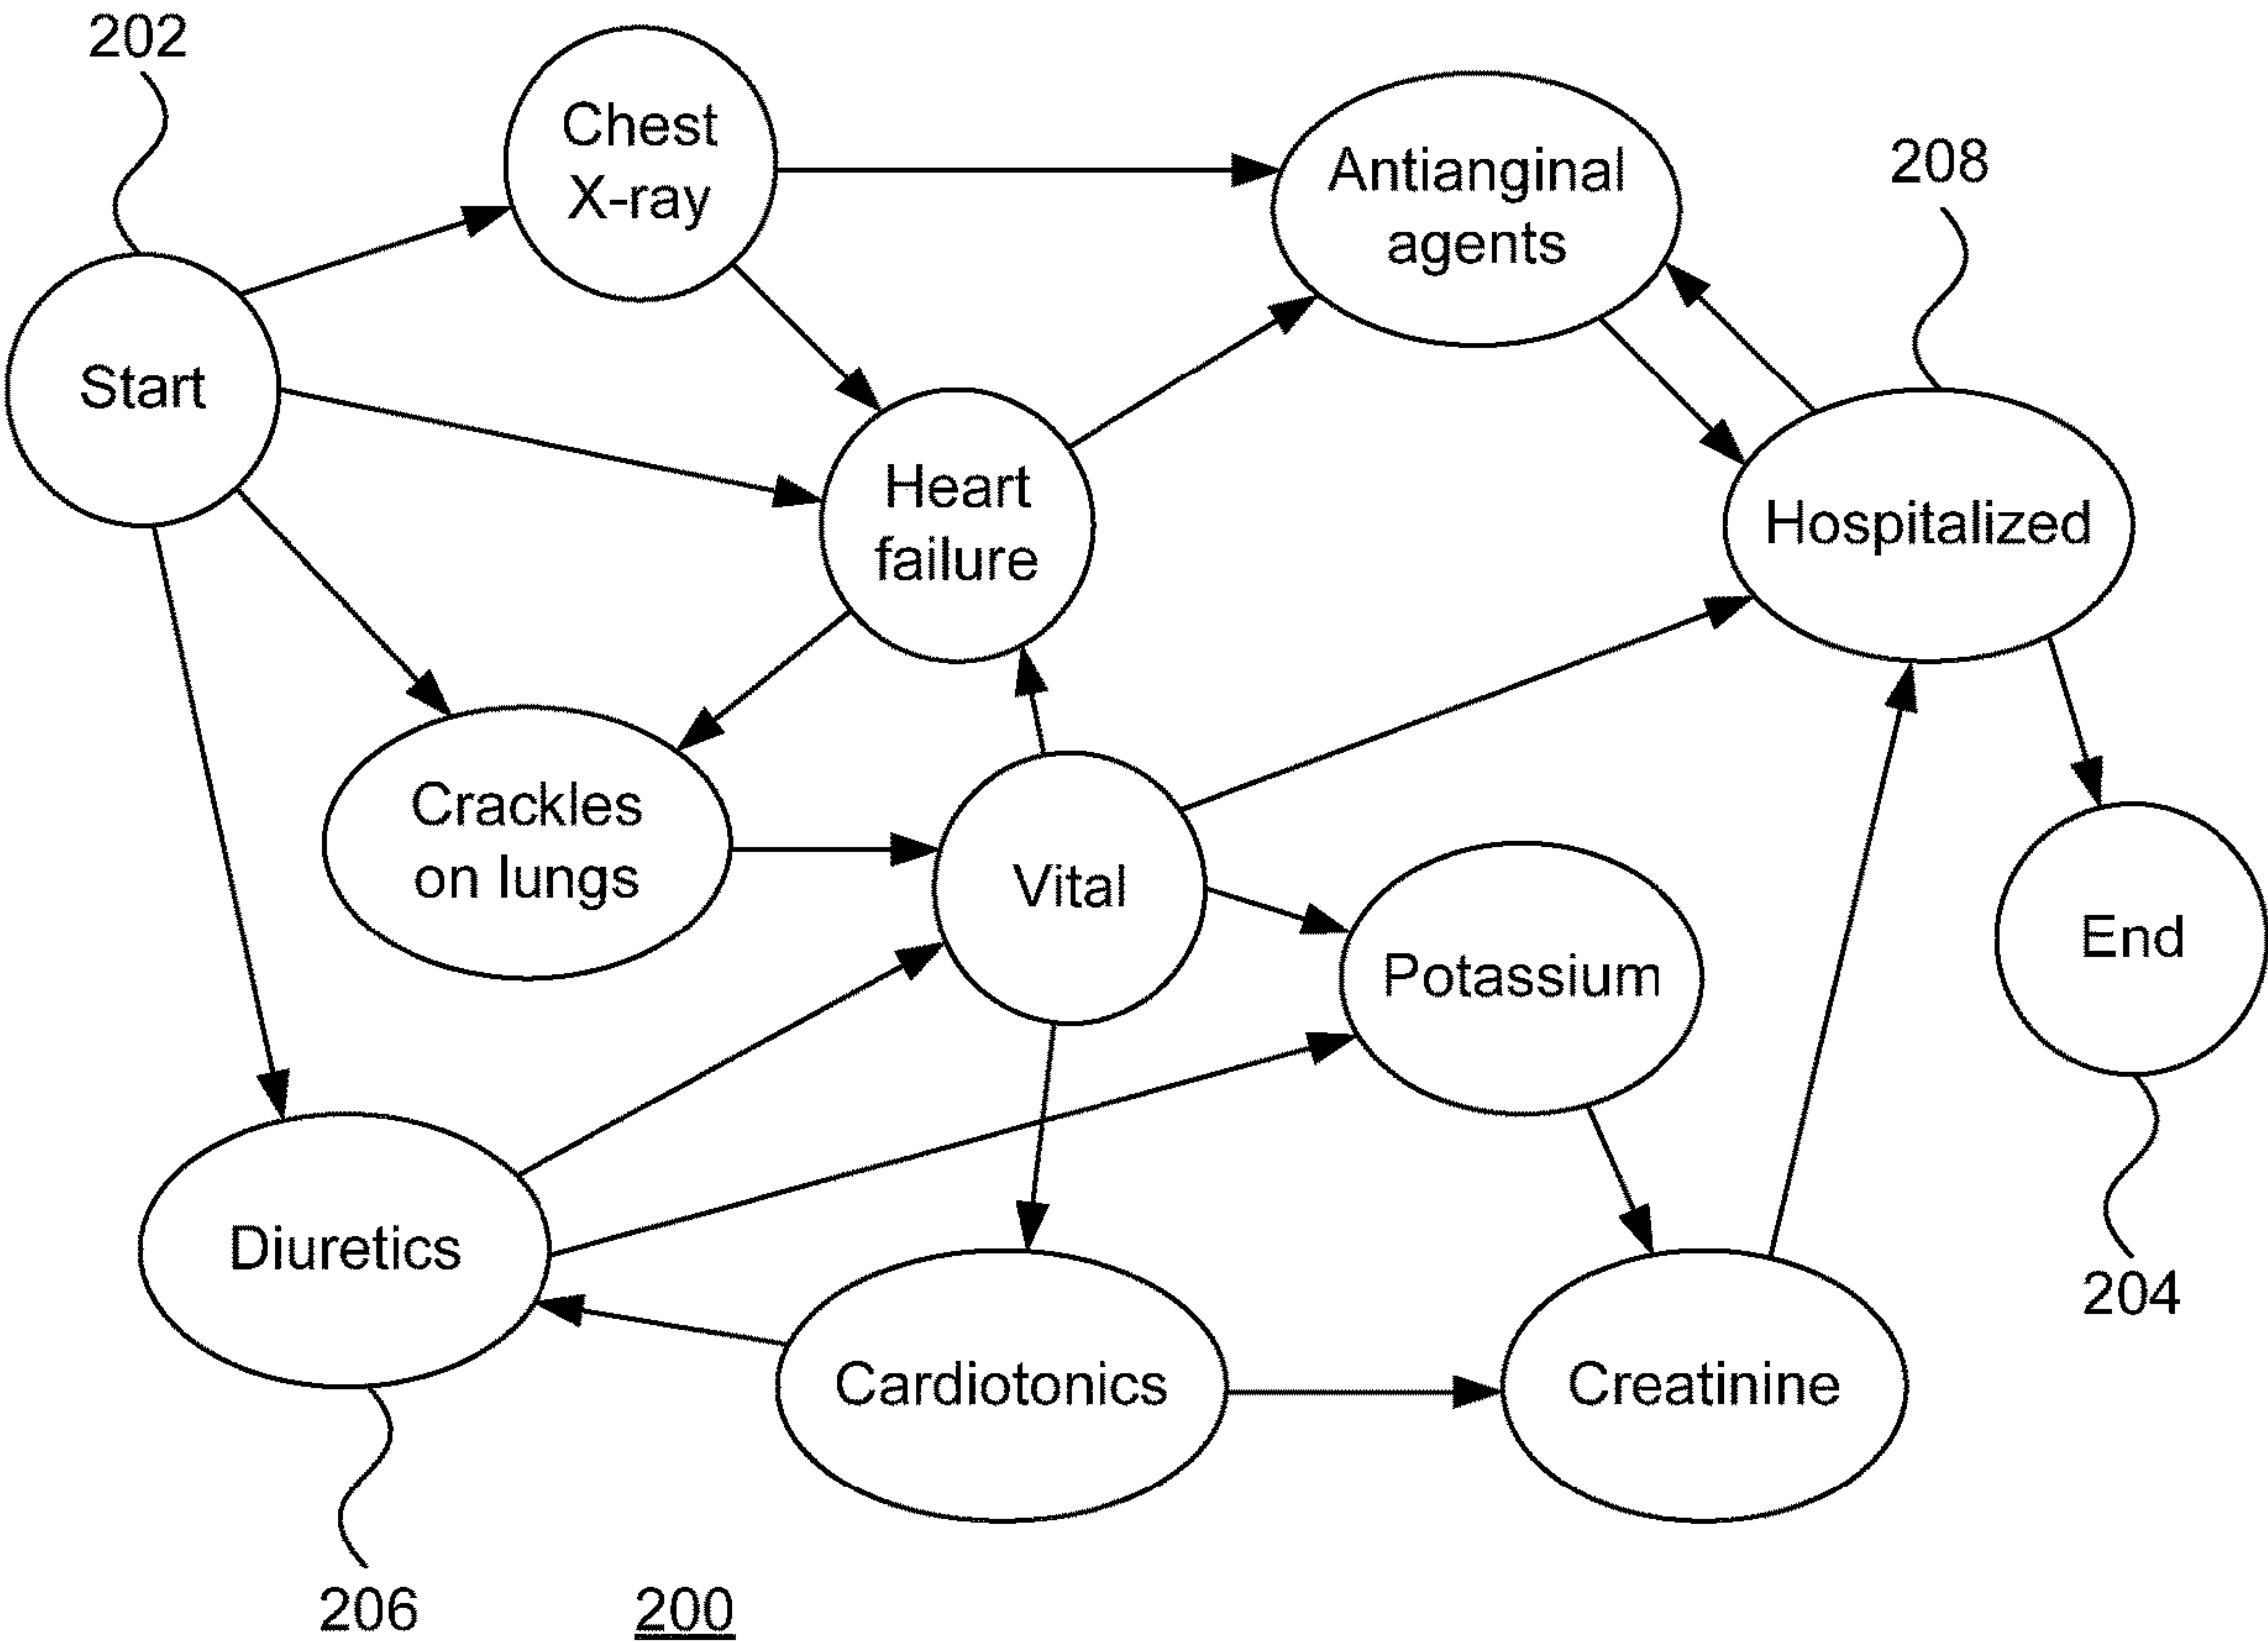 202
Chest
X-ray
Antianginal
agents
208
Start
Heart
failure
Hospitalized
Crackles
on lungs
Vital
Potassium
End
Diuretics
Cardiotonics
Creatinine
204
206
200